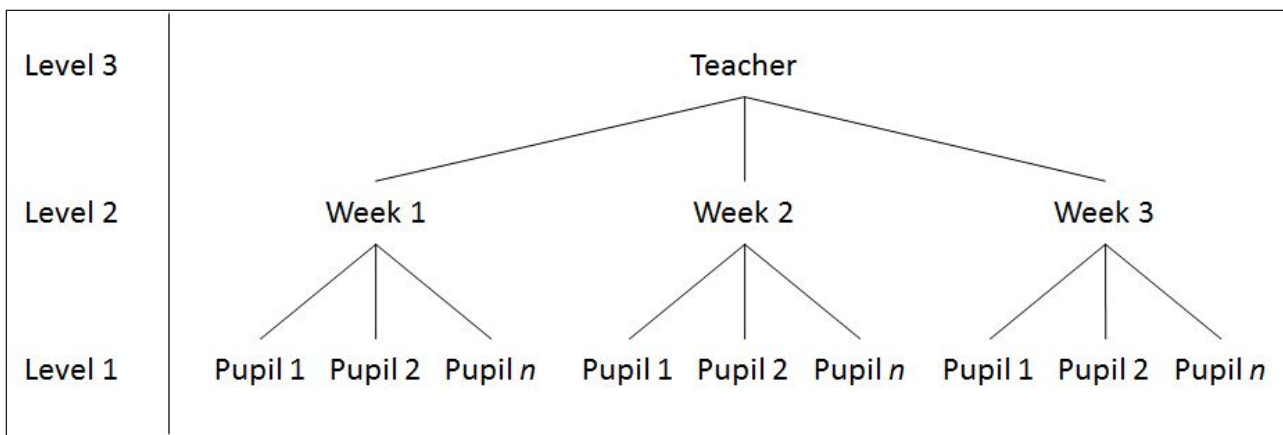 Level 3 Teacher
Level 2 Week 1 Week 2 Week 3
Level 1 Pupil 1 Pupil 2 Pupil n Pupil 1 Pupil 2 Pupil n Pupil 1 Pupil 2 Pupil n